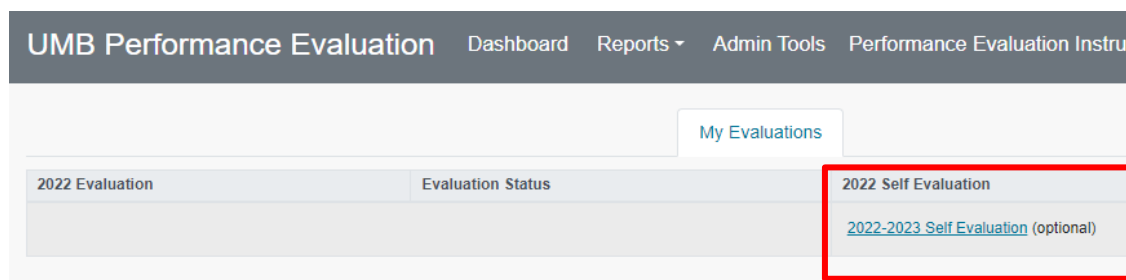 UMB Performance Evaluation Dashboard Reports Admin Tools Performance Evaluation
My Evaluations
2022 Evaluation Evaluation Status 2022 Self Evaluation
2022-2023 Self Evaluation (optional)